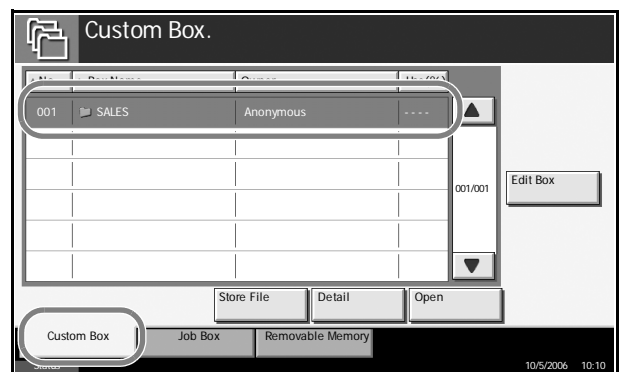 Custom Box.
001 SALES Anonymous - - - -
001/001
Edit Box
Store File Detail Open
Custom Box Job Box Removable Memory
10/5/2006 10:10